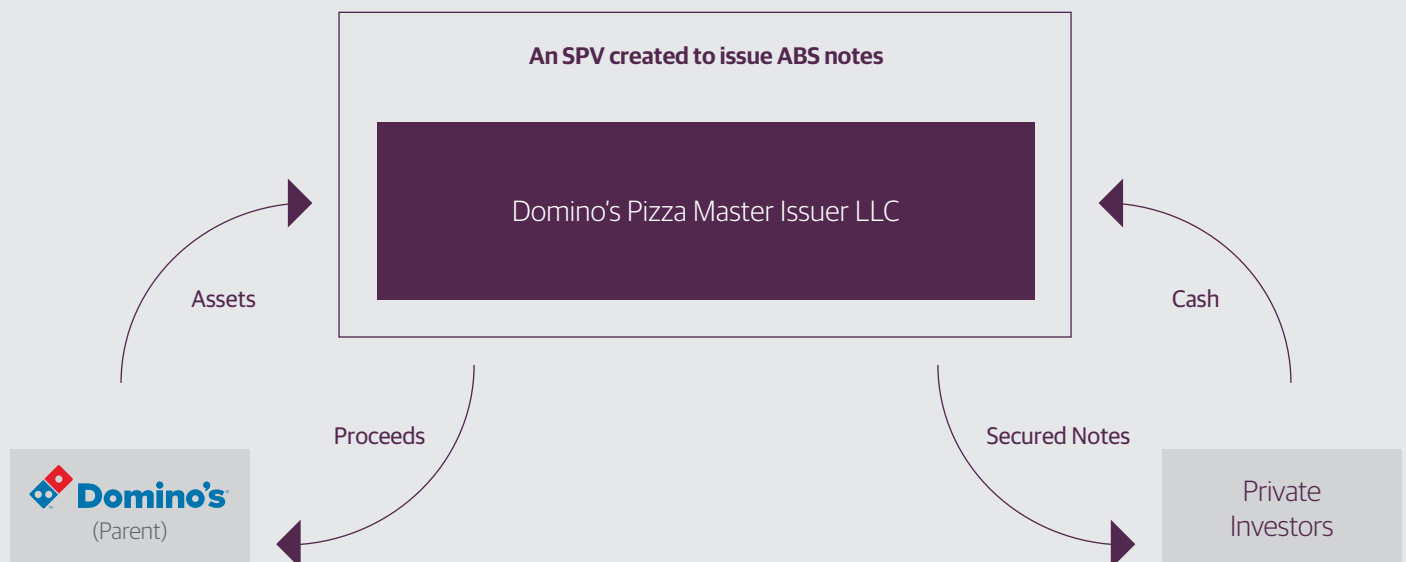 An SPV created to issue ABS notes
Domino's Pizza Master Issuer LLC
Assets
Cash
Proceeds
Secured Notes
Domino's
(Parent)
Private
Investors